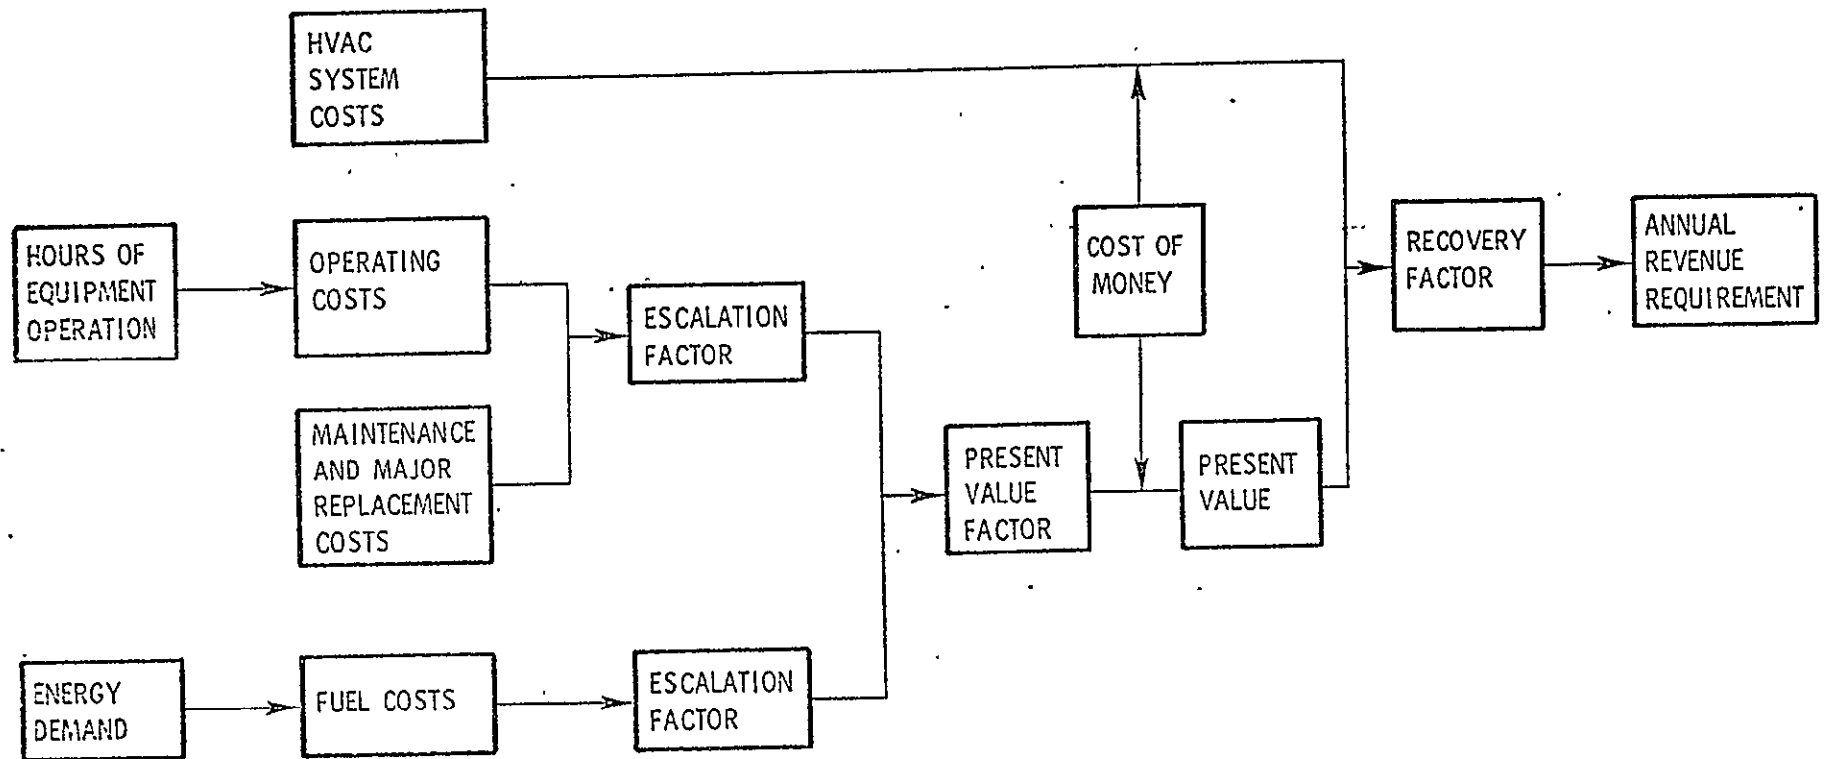 HVAC
SYSTEM
COSTS
HOURS OF
EQUIPMENT
OPERATION
OPERATING
COSTS
MAINTENANCE
AND MAJOR
REPLACEMENT
COSTS
ESCALATION
FACTOR
ENERGY
DEMAND
FUEL COSTS
ESCALATION
FACTOR
PRESENT
VALUE
FACTOR
COST OF
MONEY
PRESENT
VALUE
RECOVERY
FACTOR
ANNUAL
REVENUE
REQUIREMENT